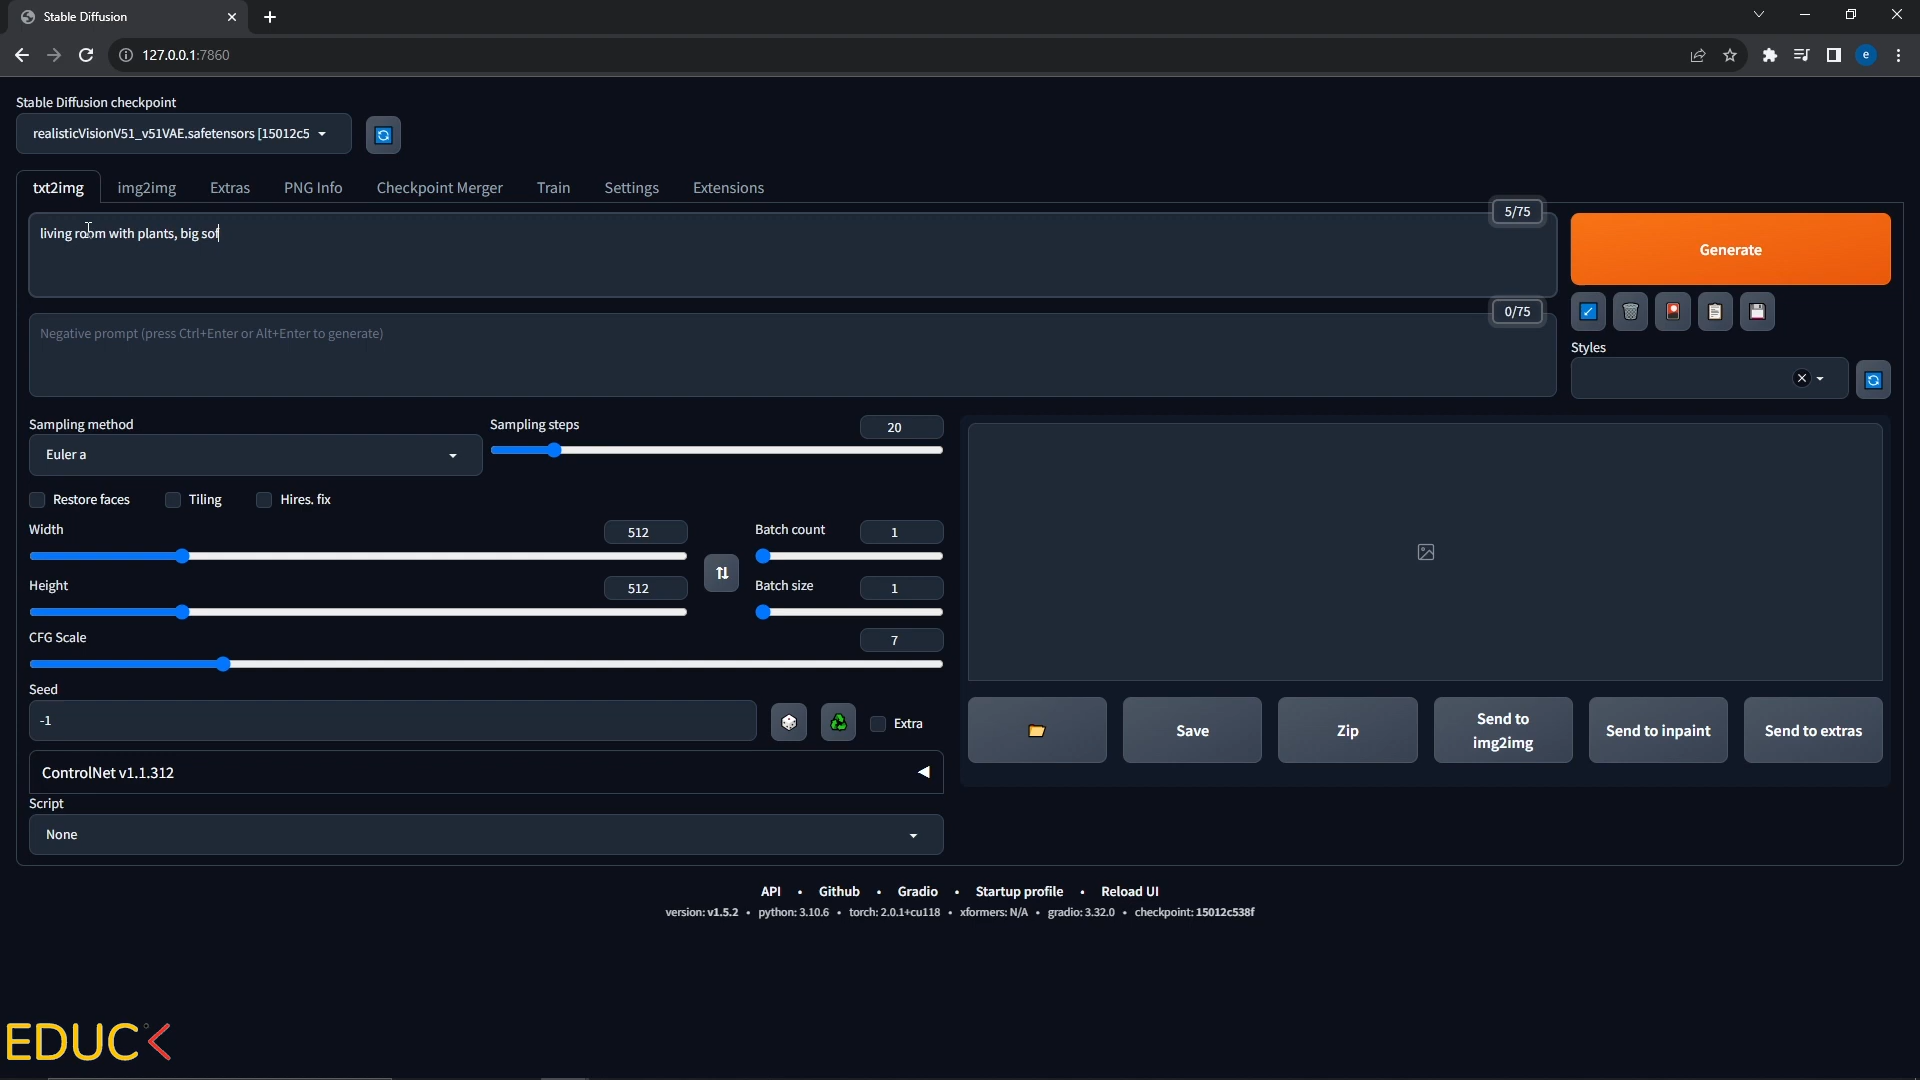 Stable Diffusion
127.0.0.1:7860
e
Stable Diffusion checkpoint
realisticVisionV51_v51VAE.safetensors [15012c5
txt2img img2img Extras PNG Info Checkpoint Merger Train Settings Extensions
5/75
living room with plants, big sof
Generate
0/75
Negative prompt (press Ctrl+Enter or Alt+Enter to generate)
Styles
Sampling method
Euler a
Sampling steps 20
Restore faces Tiling Hires. fix
Width 512
Batch count 1
Height 512
Batch size 1
CFG Scale 7
Seed
-1
Extra
Save
Zip
Send to
img2img
Send to inpaint
Send to extras
ControlNet v1.1.312
Script
None
API • Github • Gradio • Startup profile • Reload UI
version: v1.5.2 • python: 3.10.6 • torch: 2.0.1+cu118 • xformers: N/A • gradio: 3.32.0 • checkpoint: 15012c538f
EDUC